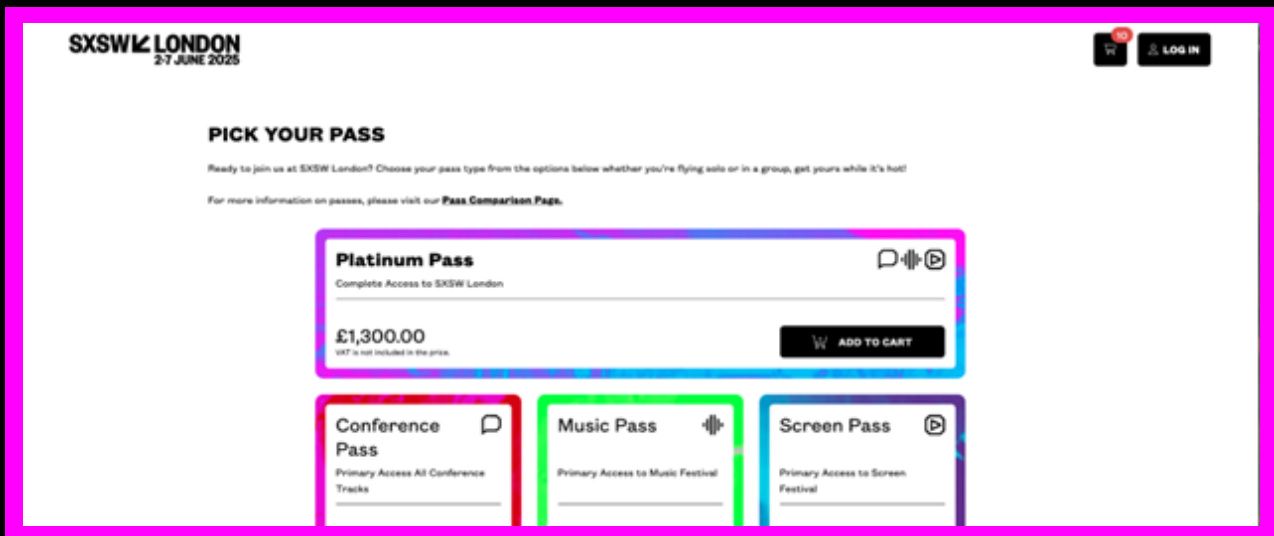 SXSW LONDON
2-7 JUNE 2025
10
LOG IN
PICK YOUR PASS
Ready to join us at SXSW London? Choose your pass type from the options below whether you're flying solo or in a group, get yours while it's hot!
For more information on passes, please visit our Pass Comparison Page.
Platinum Pass
Complete Access to SXSW London
£1,300.00
VAT is not included in the price.
ADD TO CART
Conference
Pass
Primary Access All Conference
Tracks
Music Pass
Primary Access to Music Festival
Screen Pass
Primary Access to Screen
Festival